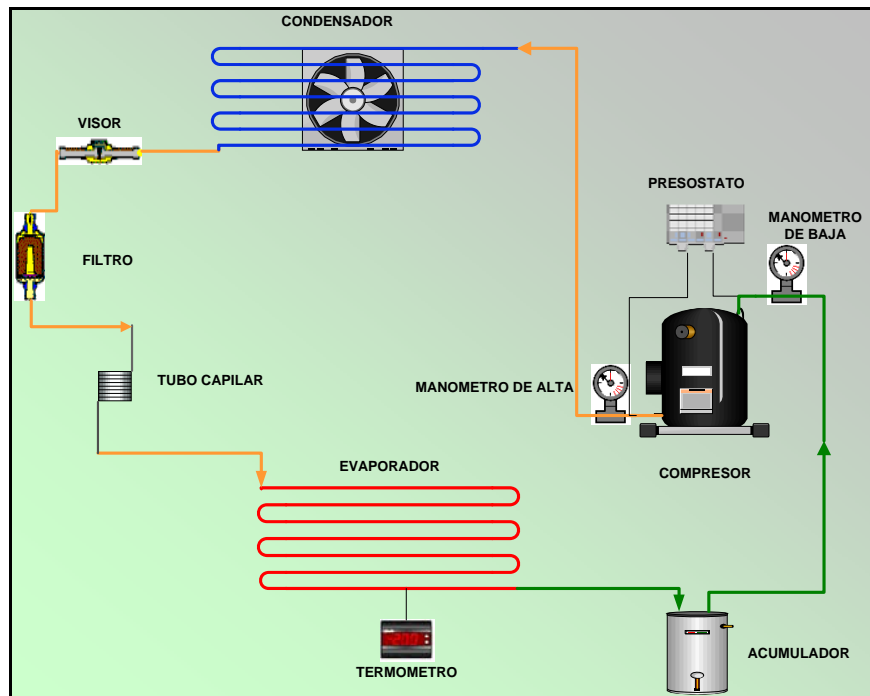 CONDENSADOR
VISOR
PRESOSTATO
MANOMETRO
DE BAJA
FILTRO
TUBO CAPILAR
MANOMETRO DE ALTA
EVAPORADOR
COMPRESOR
TERMOMETRO
ACUMULADOR